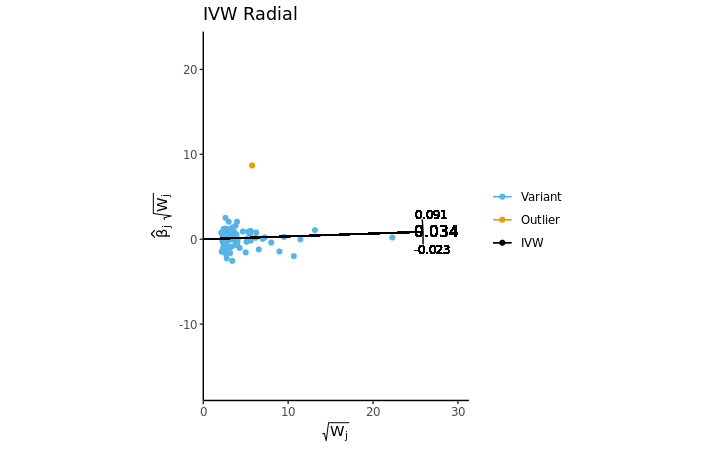 IVW Radial
20
10
0
-10
β̂j √Wj
0.091
0.034
-0.023
Variant
Outlier
IVW
0
10
20
30
√Wj